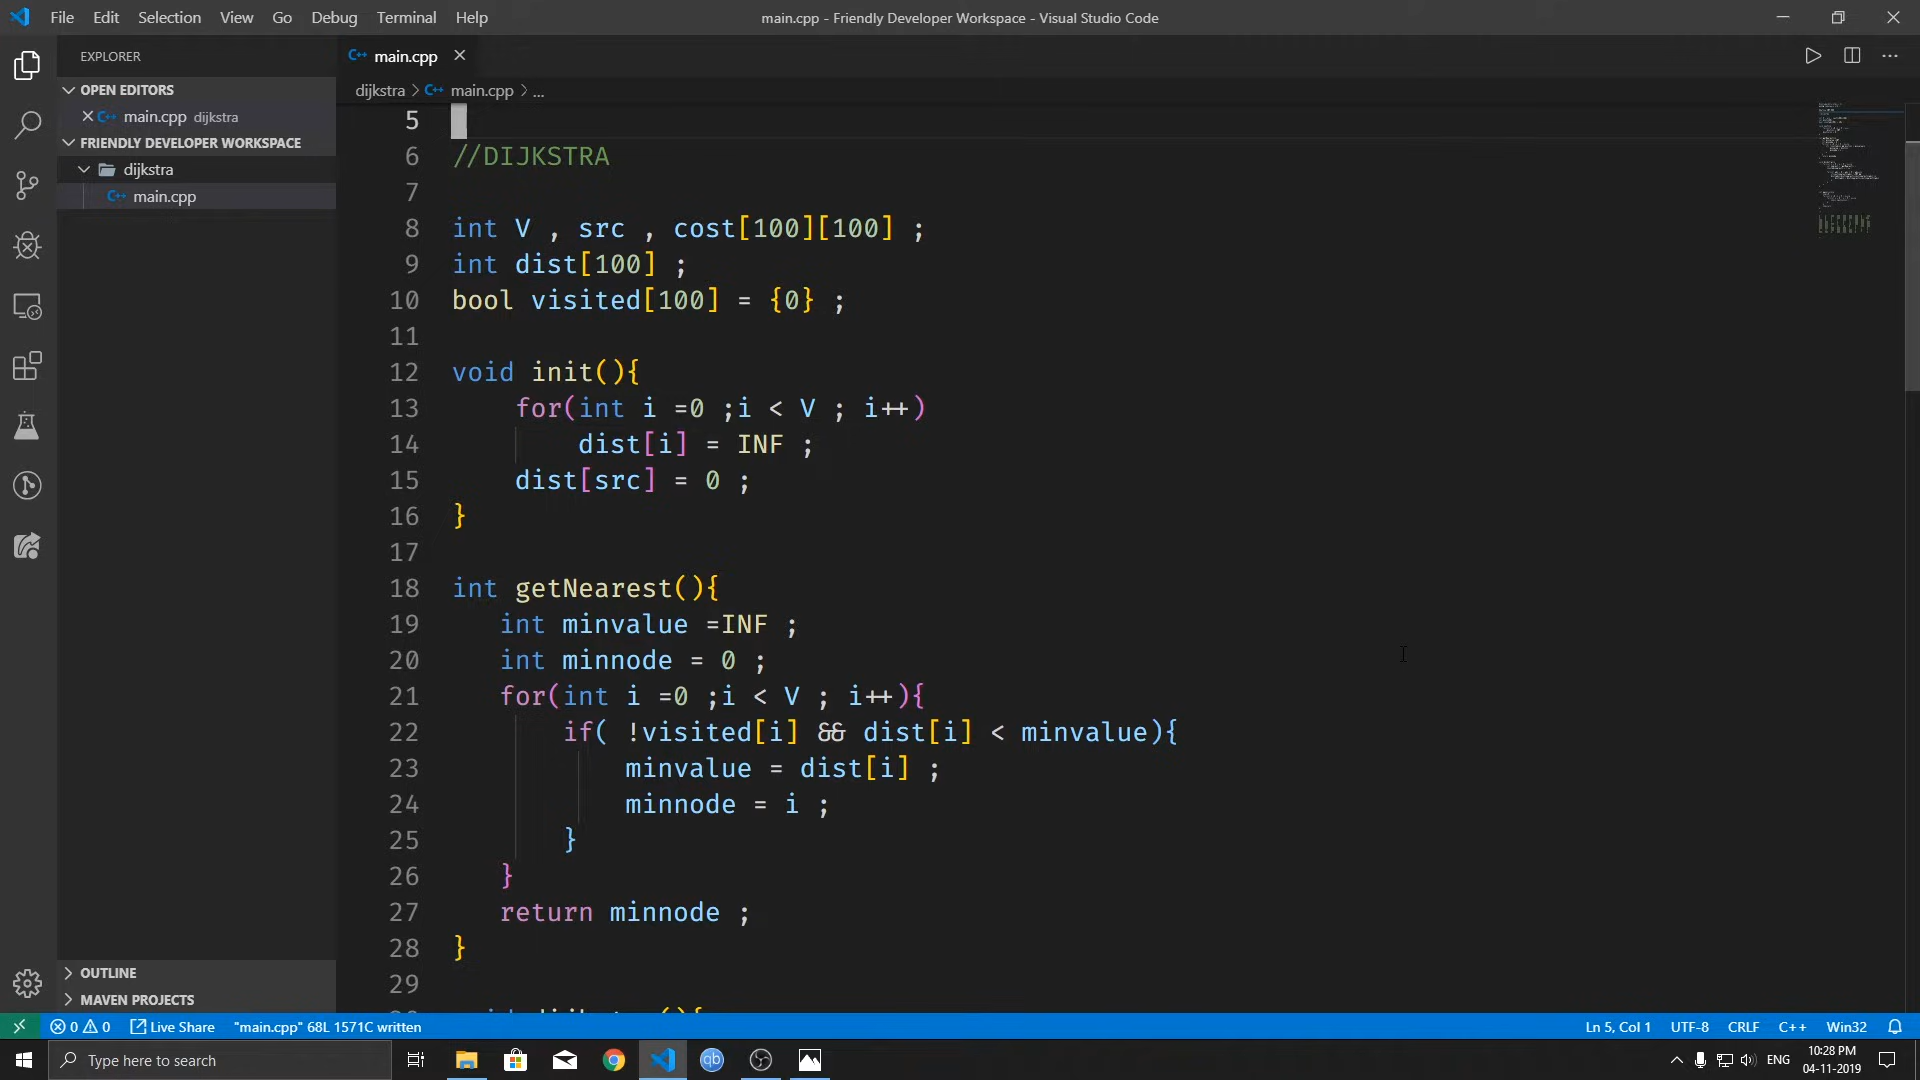 File Edit Selection View Go Debug Terminal Help
main.cpp - Friendly Developer Workspace - Visual Studio Code
EXPLORER
OPEN EDITORS
main.cpp dijkstra
FRIENDLY DEVELOPER WORKSPACE
dijkstra
main.cpp
OUTLINE
MAVEN PROJECTS
main.cpp
dijkstra > main.cpp > ...
5
6 //DIJKSTRA
7
8 int V , src , cost[100][100] ;
9 int dist[100] ;
10 bool visited[100] = {0} ;
11
12 void init(){
13 for(int i =0 ;i < V ; i++)
14 dist[i] = INF ;
15 dist[src] = 0 ;
16 }
17
18 int getNearest(){
19 int minvalue =INF ;
20 int minnode = 0 ;
21 for(int i =0 ;i < V ; i++){
22 if( !visited[i] && dist[i] < minvalue){
23 minvalue = dist[i] ;
24 minnode = i ;
25 }
26 }
27 return minnode ;
28 }
29
0 0 Live Share "main.cpp" 68L 1571C written
Ln 5, Col 1 UTF-8 CRLF C++ Win32
Type here to search
ENG
10:28 PM
04-11-2019